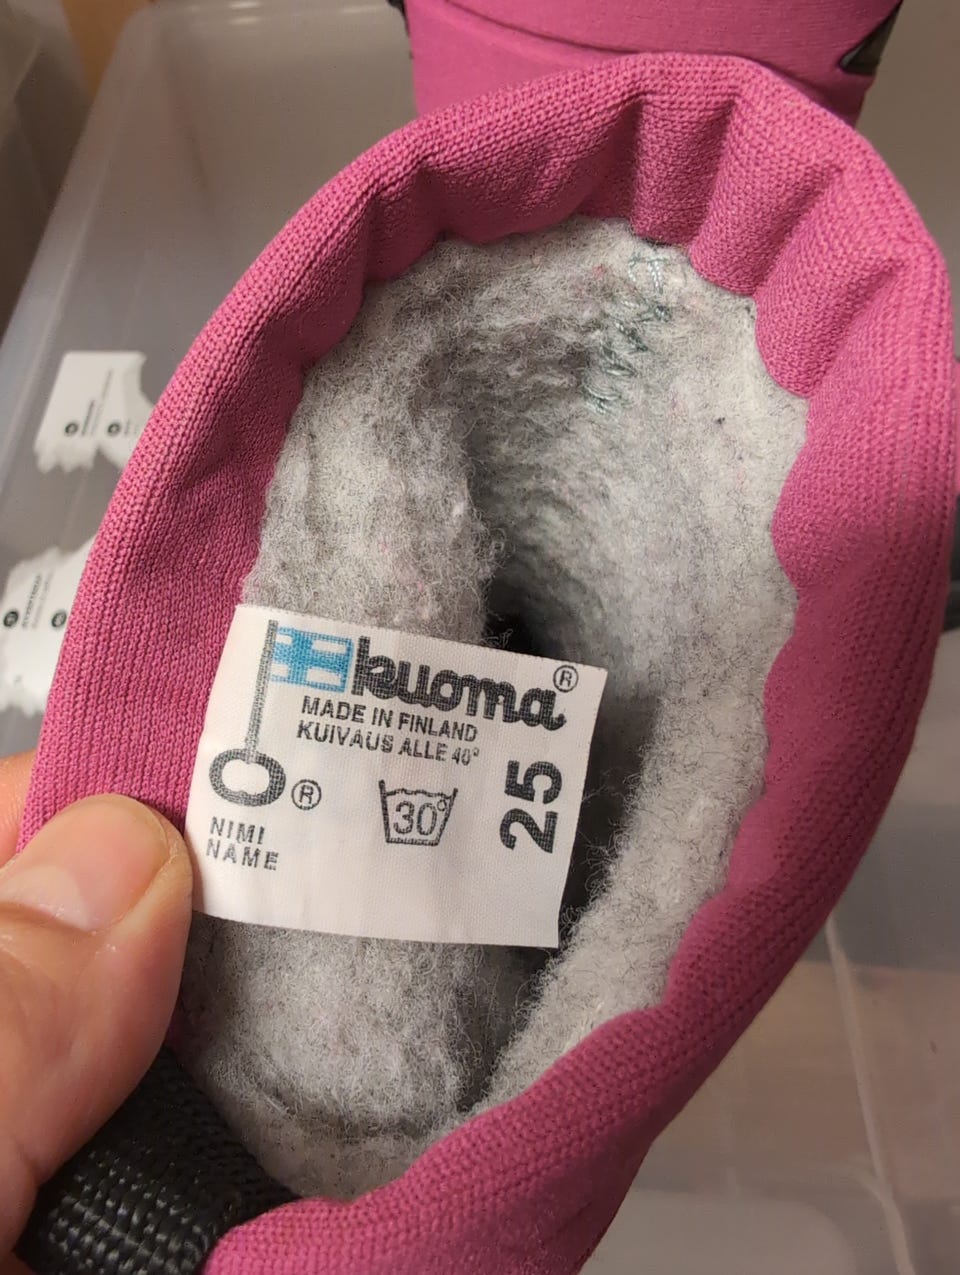 kuoma®
MADE IN FINLAND
KUIVAUS ALLE 40°
®
30°
25
NIMI
NAME